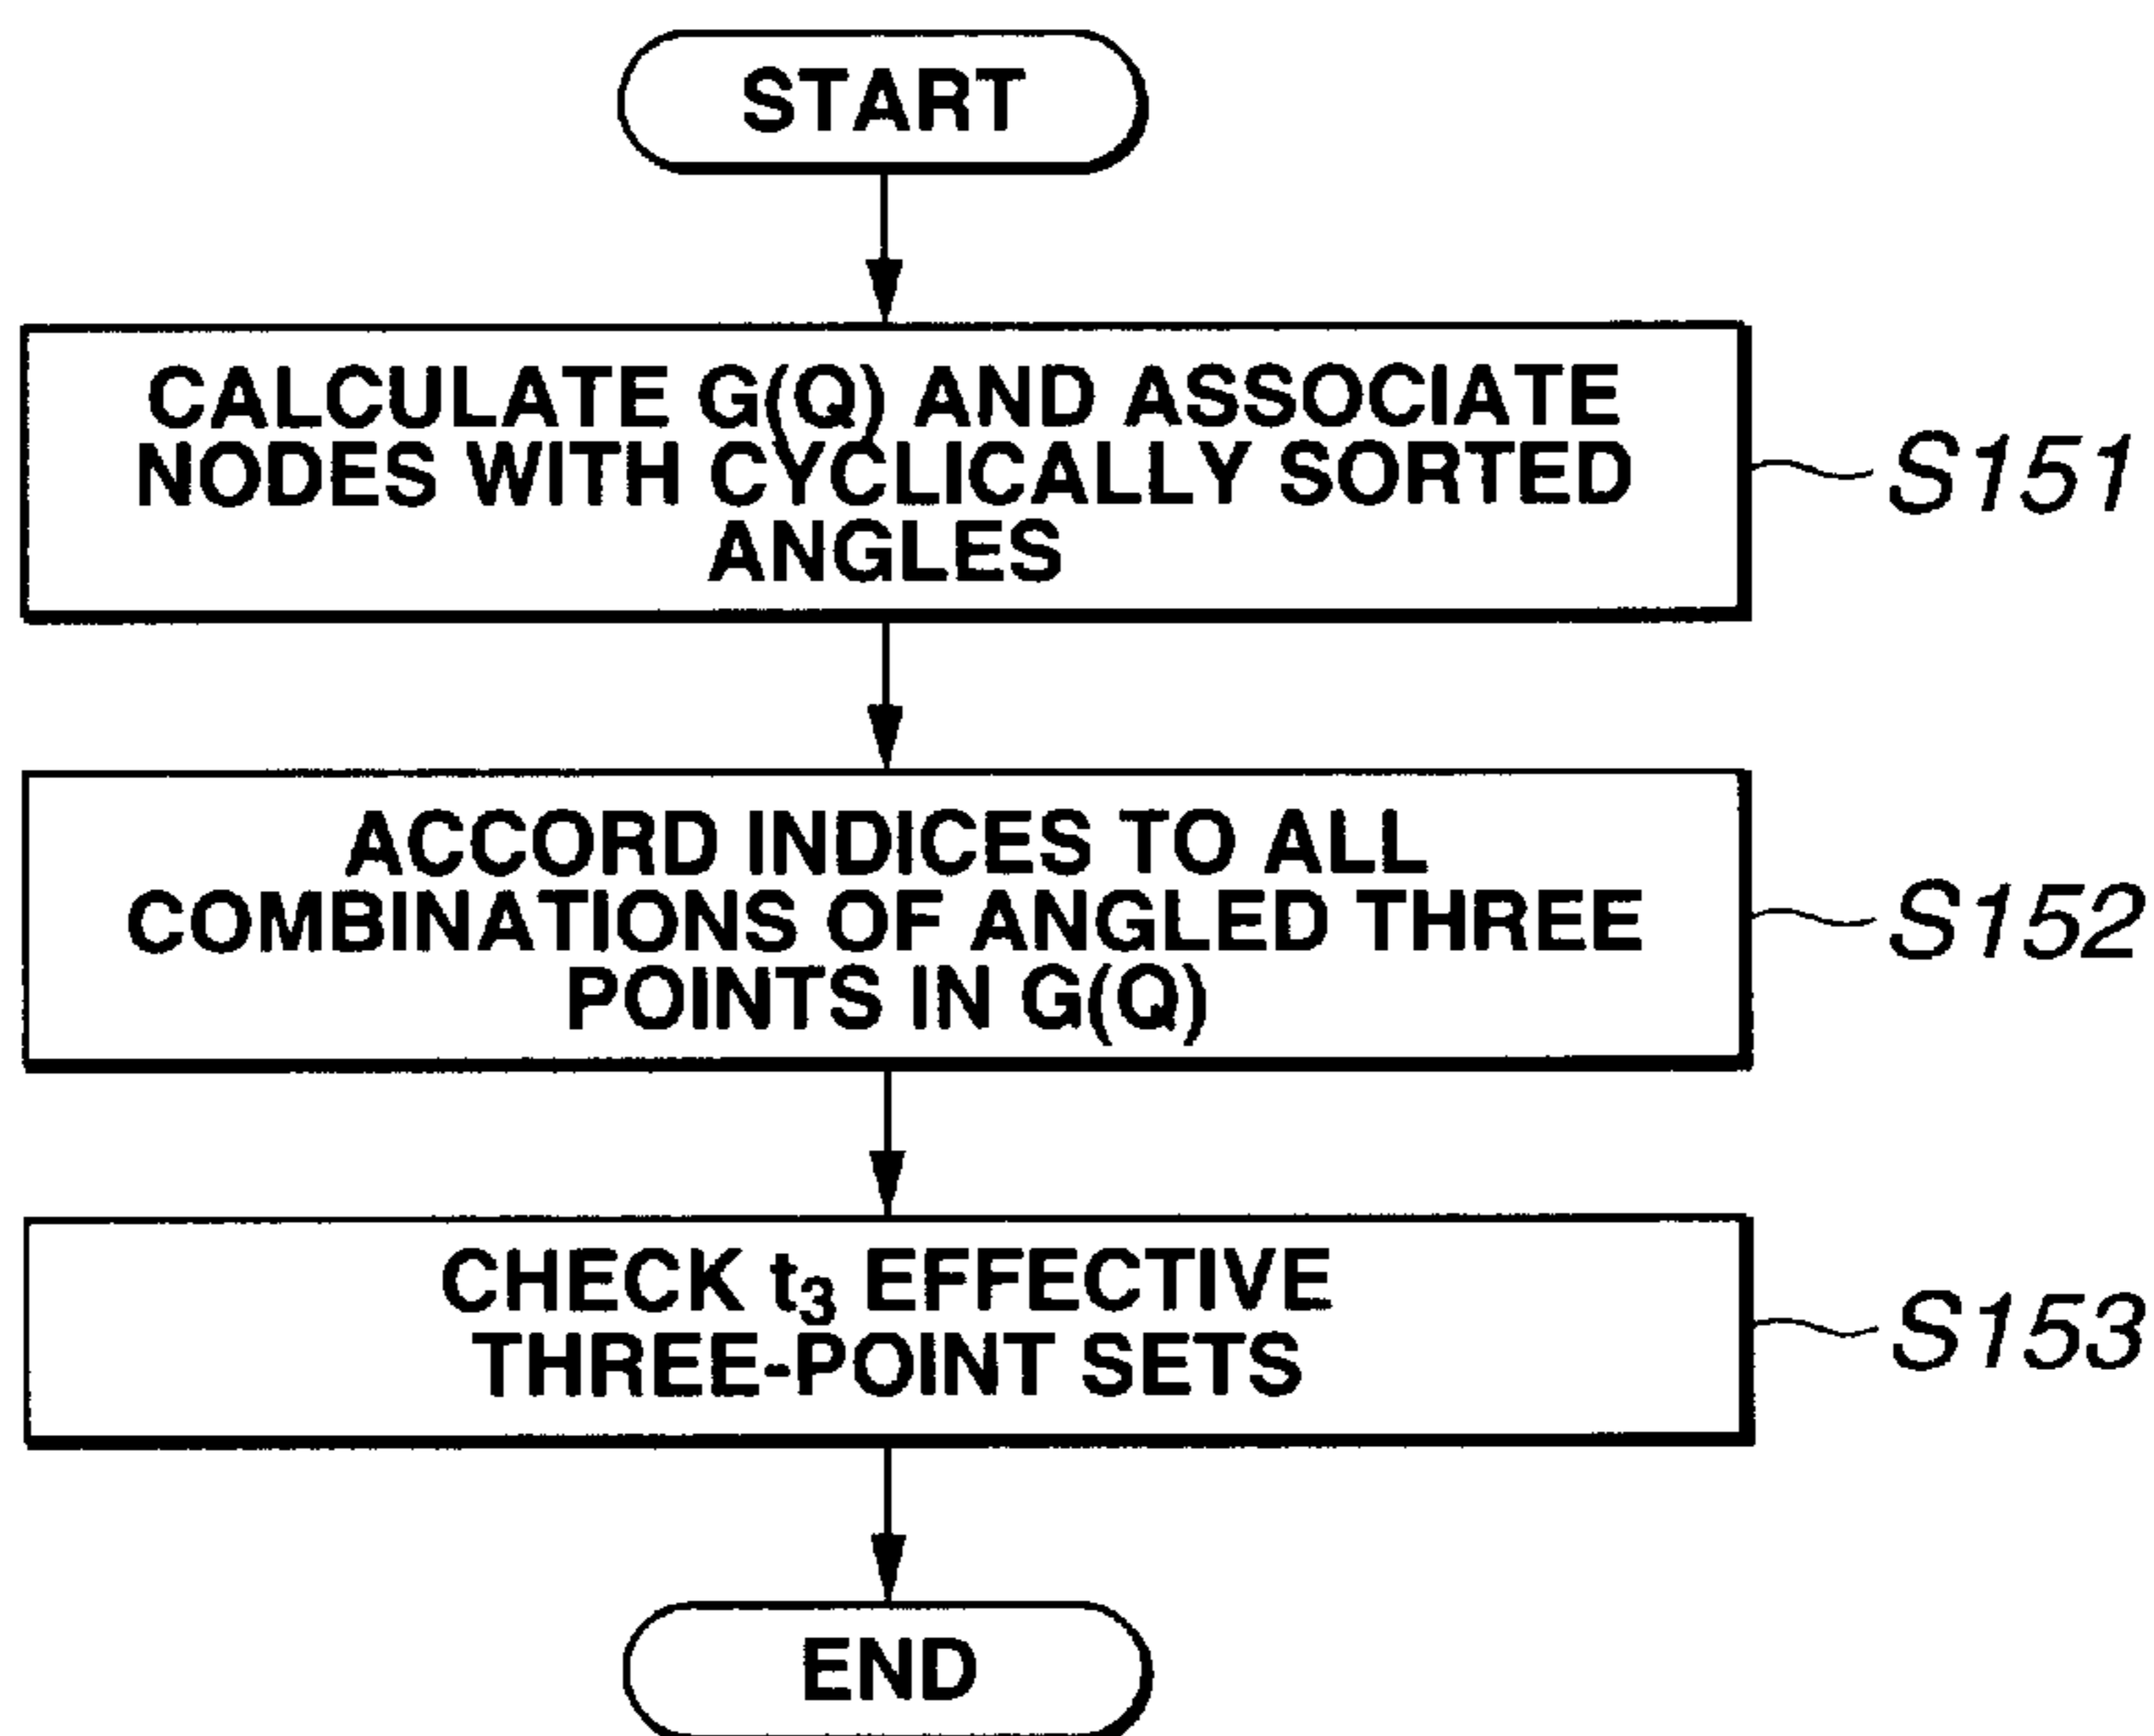 START
CALCULATE G(Q) AND ASSOCIATE
NODES WITH CYCLICALLY SORTED
ANGLES
S151
ACCORD INDICES TO ALL
COMBINATIONS OF ANGLED THREE
POINTS IN G(Q)
S152
CHECK t₃ EFFECTIVE
THREE-POINT SETS
S153
END